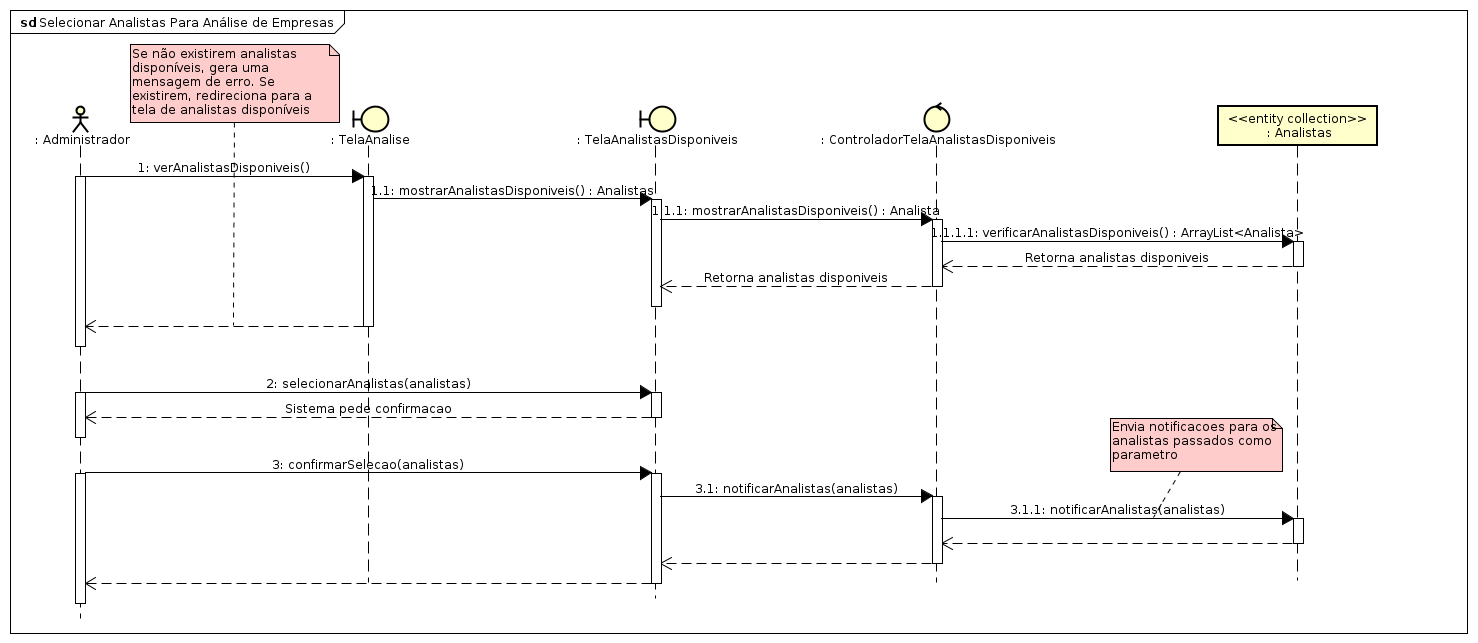 sd Selecionar Analistas Para Análise de Empresas
Se não existirem analistas
disponíveis, gera uma
mensagem de erro. Se
existirem, redireciona para a
tela de analistas disponíveis
: Administrador
: TelaAnalise
: TelaAnalistasDisponiveis
: ControladorTelaAnalistasDisponiveis
<<entity collection>>
: Analistas
1: verAnalistasDisponiveis()
1.1: mostrarAnalistasDisponiveis() : Analistas
1.1.1: mostrarAnalistasDisponiveis() : Analista
1.1.1.1: verificarAnalistasDisponiveis() : ArrayList<Analista>
Retorna analistas disponiveis
Retorna analistas disponiveis
2: selecionarAnalistas(analistas)
Sistema pede confirmacao
Envia notificacoes para os
analistas passados como
parametro
3: confirmarSelecao(analistas)
3.1: notificarAnalistas(analistas)
3.1.1: notificarAnalistas(analistas)